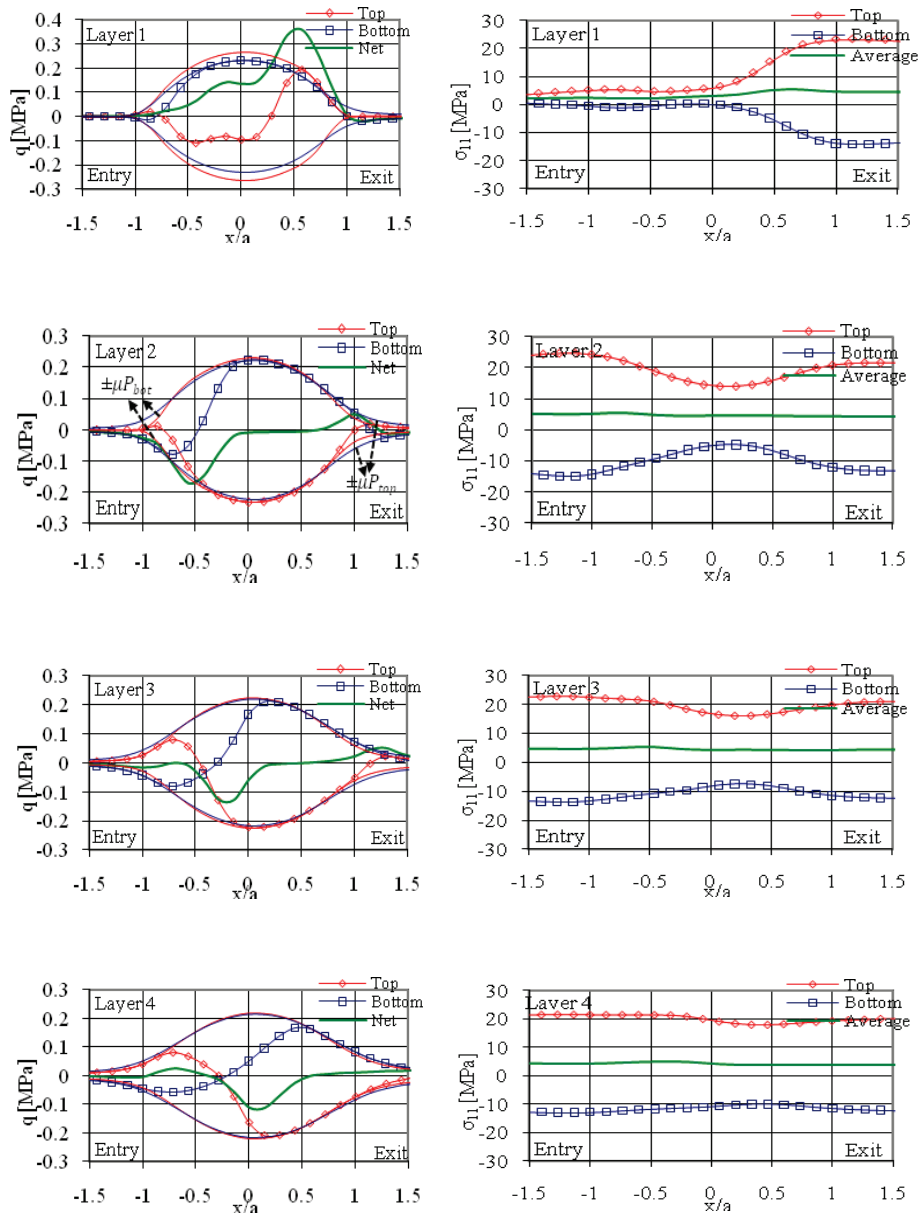 Layer 1
Top
Bottom
Net
q [MPa]
0.4
0.3
0.2
0.1
0
-0.1
-0.2
-0.3
Entry
Exit
-1.5 -1 -0.5 0 0.5 1 1.5
x/a
Layer 1
Top
Bottom
Average
σ11 [MPa]
30
20
10
0
-10
-20
-30
Entry
Exit
-1.5 -1 -0.5 0 0.5 1 1.5
x/a
Layer 2
Top
Bottom
Net
±μPbot
±μPtop
q [MPa]
0.3
0.2
0.1
0
-0.1
-0.2
-0.3
Entry
Exit
-1.5 -1 -0.5 0 0.5 1 1.5
x/a
Layer 2
Top
Bottom
Average
σ11 [MPa]
30
20
10
0
-10
-20
-30
Entry
Exit
-1.5 -1 -0.5 0 0.5 1 1.5
x/a
Layer 3
Top
Bottom
Net
q [MPa]
0.3
0.2
0.1
0
-0.1
-0.2
-0.3
Entry
Exit
-1.5 -1 -0.5 0 0.5 1 1.5
x/a
Layer 3
Top
Bottom
Average
σ11 [MPa]
30
20
10
0
-10
-20
-30
Entry
Exit
-1.5 -1 -0.5 0 0.5 1 1.5
x/a
Layer 4
Top
Bottom
Net
q [MPa]
0.3
0.2
0.1
0
-0.1
-0.2
-0.3
Entry
Exit
-1.5 -1 -0.5 0 0.5 1 1.5
x/a
Layer 4
Top
Bottom
Average
σ11 [MPa]
30
20
10
0
-10
-20
-30
Entry
Exit
-1.5 -1 -0.5 0 0.5 1 1.5
x/a